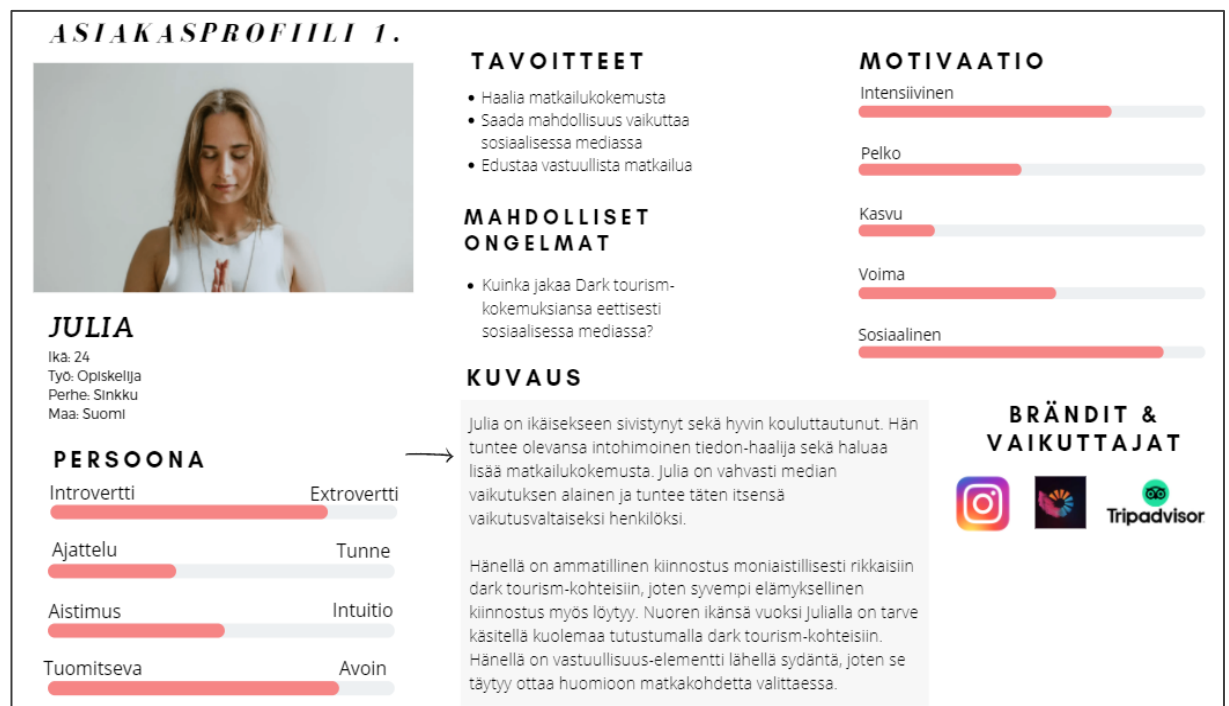 ASIAKASPROFIILI 1.
JULIA
Ikä: 24
Työ: Opiskelija
Perhe: Sinkku
Maa: Suomi
PERSOONA
Introvertti Extrovertti
Ajattelu Tunne
Aistimus Intuitio
Tuomitseva Avoin
TAVOITTEET
• Haalia matkailukokemusta
• Saada mahdollisuus vaikuttaa
sosiaalisessa mediassa
• Edustaa vastuullista matkailua
MAHDOLLISET
ONGELMAT
• Kuinka jakaa Dark tourism-
kokemuksiansa eettisesti
sosiaalisessa mediassa?
KUVAUS
Julia on ikäisekseen sivistynyt sekä hyvin kouluttautunut. Hän
tuntee olevansa intohimoinen tiedon-haalija sekä haluaa
lisää matkailukokemusta. Julia on vahvasti median
vaikutuksen alainen ja tuntee täten itsensä
vaikutusvaltaiseksi henkilöksi.
Hänellä on ammatillinen kiinnostus moniaistillisesti rikkaisiin
dark tourism-kohteisiin, joten syvempi elämyksellinen
kiinnostus myös löytyy. Nuoren ikänsä vuoksi Julialla on tarve
käsitellä kuolemaa tutustumalla dark tourism-kohteisiin.
Hänellä on vastuullisuus-elementti lähellä sydäntä, joten se
täytyy ottaa huomioon matkakohdetta valittaessa.
MOTIVAATIO
Intensiivinen
Pelko
Kasvu
Voima
Sosiaalinen
BRÄNDIT &
VAIKUTTAJAT
Tripadvisor